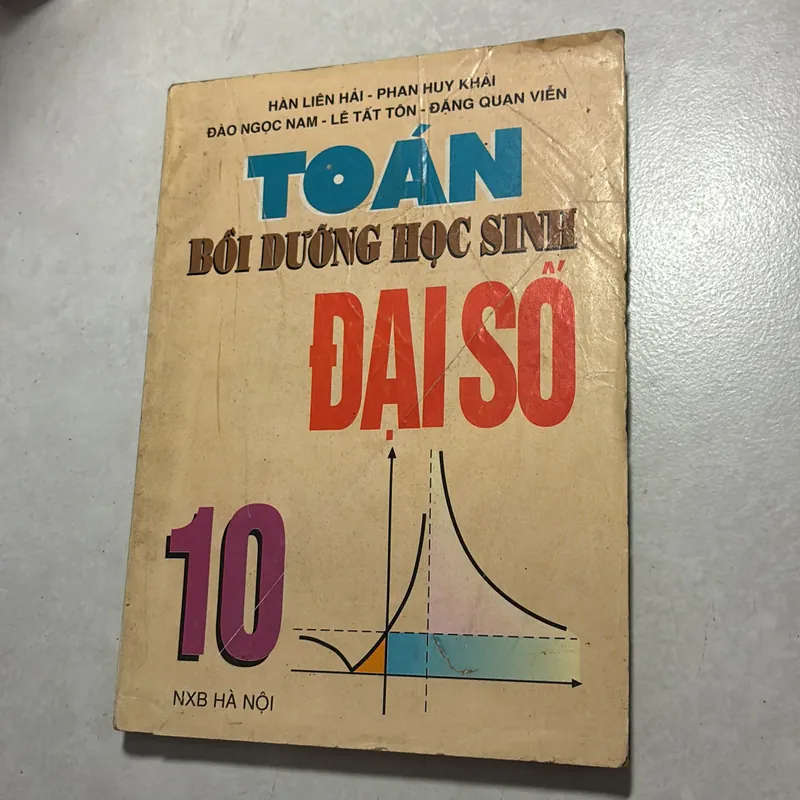 HÀN LIÊN HẢI - PHAN HUY KHẢI
ĐÀO NGỌC NAM - LÊ TẤT TÔN - ĐẶNG QUAN VIỄN
TOÁN
BỒI DƯỠNG HỌC SINH
ĐẠI SỐ
10
NXB HÀ NỘI